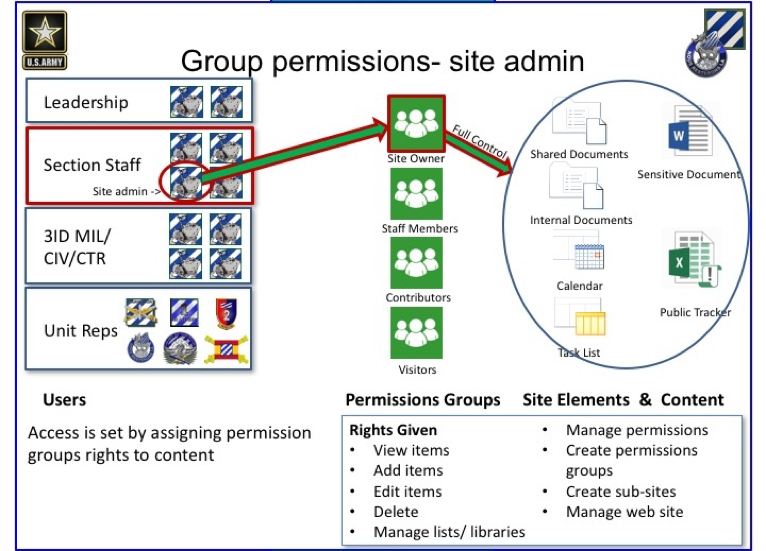 U.S.ARMY
Group permissions- site admin
Leadership
Section Staff
Site admin ->
3ID MIL/
CIV/CTR
Unit Reps
2
Site Owner
Staff Members
Contributors
Visitors
Full Control
Shared Documents
W
Sensitive Document
Internal Documents
Calendar
X
Public Tracker
Task List
Users
Access is set by assigning permission
groups rights to content
Permissions Groups
Rights Given
• View items
• Add items
• Edit items
• Delete
• Manage lists/ libraries
Site Elements & Content
• Manage permissions
• Create permissions
groups
• Create sub-sites
• Manage web site